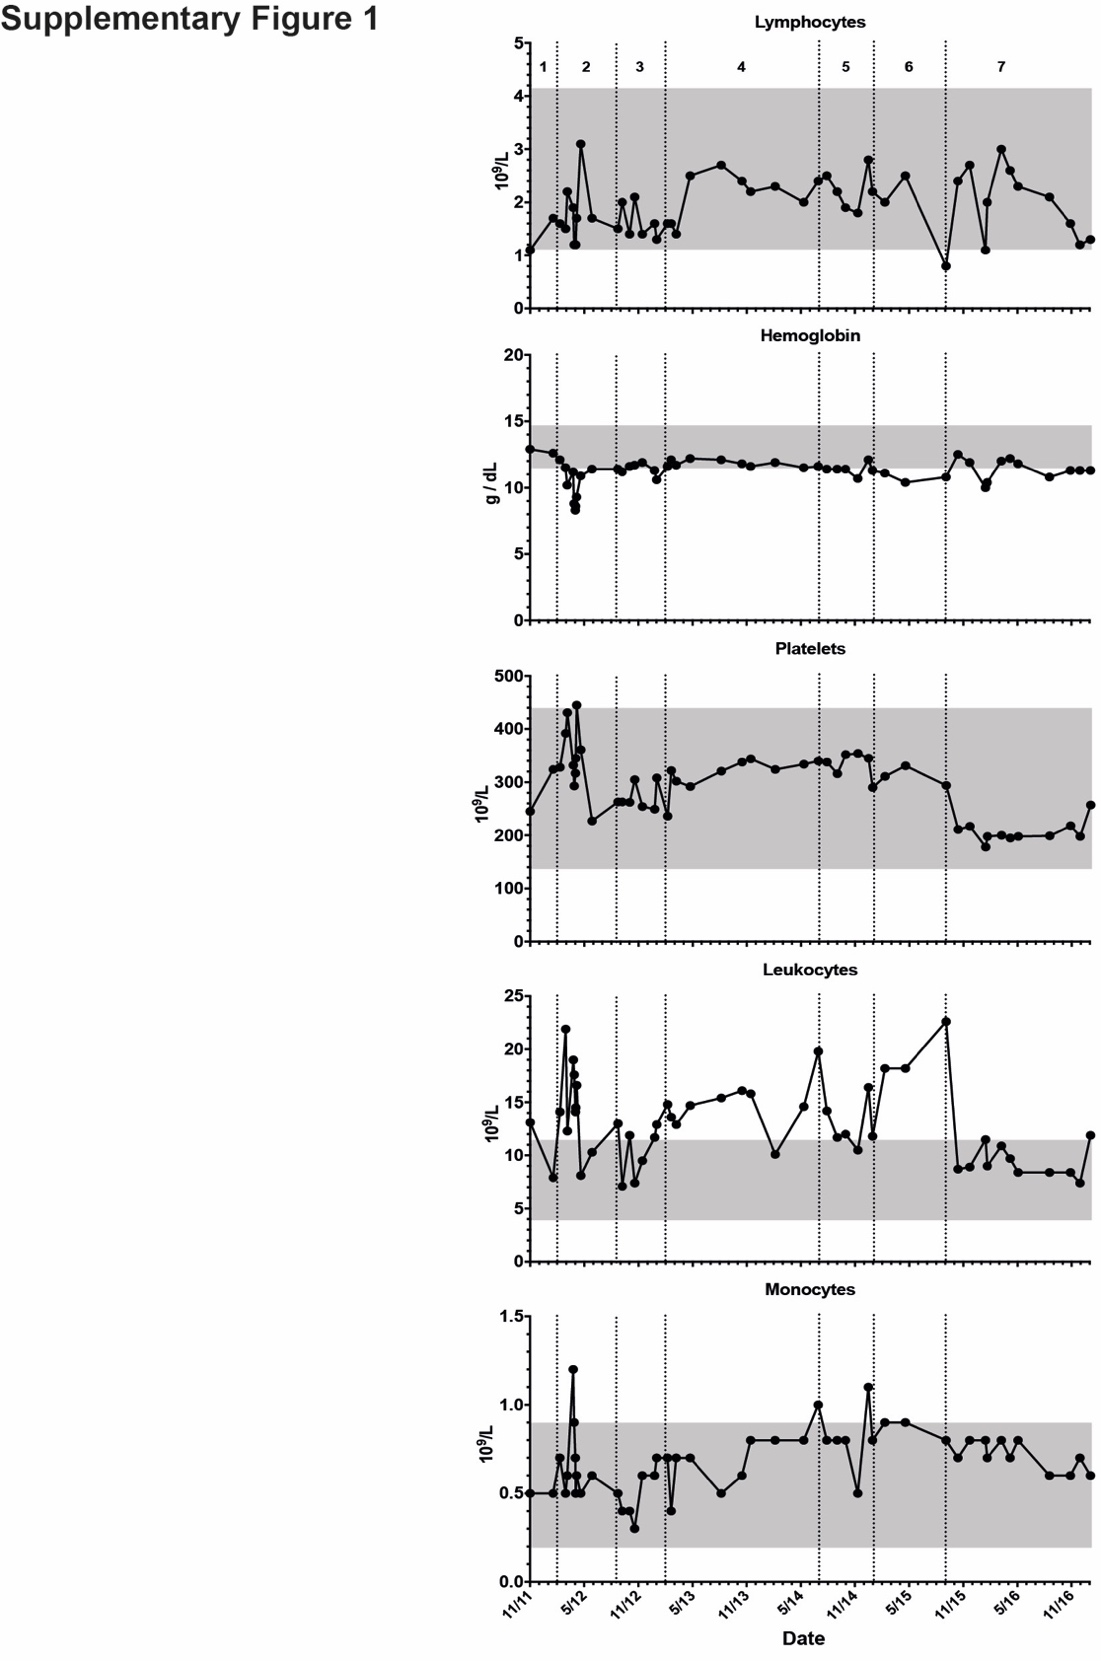 Supplementary Figure 1
Lymphocytes
5
1 2 3 4 5 6 7
4
3
10⁹/L
2
1
0
Hemoglobin
20
15
g / dL
10
5
0
Platelets
500
400
300
10⁹/L
200
100
0
Leukocytes
25
20
15
10⁹/L
10
5
0
Monocytes
1.5
1.0
10⁹/L
0.5
0.0
11/11 5/12 11/12 5/13 11/13 5/14 11/14 5/15 11/15 5/16 11/16
Date